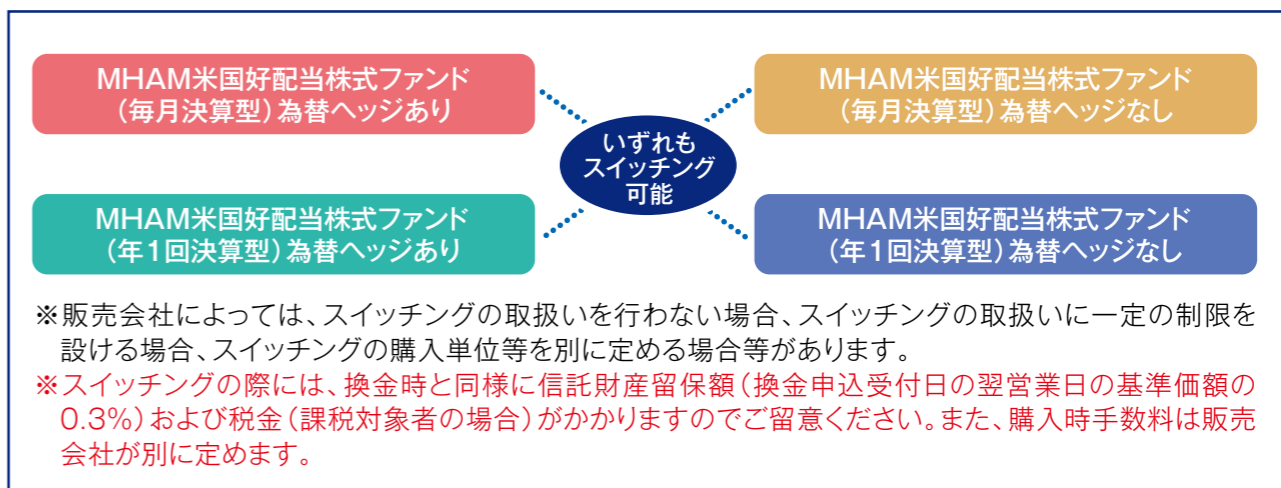 MHAM米国好配当株式ファンド
(毎月決算型)為替ヘッジあり
MHAM米国好配当株式ファンド
(毎月決算型)為替ヘッジなし
いずれも
スイッチング
可能
MHAM米国好配当株式ファンド
(年1回決算型)為替ヘッジあり
MHAM米国好配当株式ファンド
(年1回決算型)為替ヘッジなし
※販売会社によっては、スイッチングの取扱いを行わない場合、スイッチングの取扱いに一定の制限を
設ける場合、スイッチングの購入単位等を別に定める場合等があります。
※スイッチングの際には、換金時と同様に信託財産留保額(換金申込受付日の翌営業日の基準価額の
0.3%)および税金(課税対象者の場合)がかかりますのでご留意ください。また、購入時手数料は販売
会社が別に定めます。